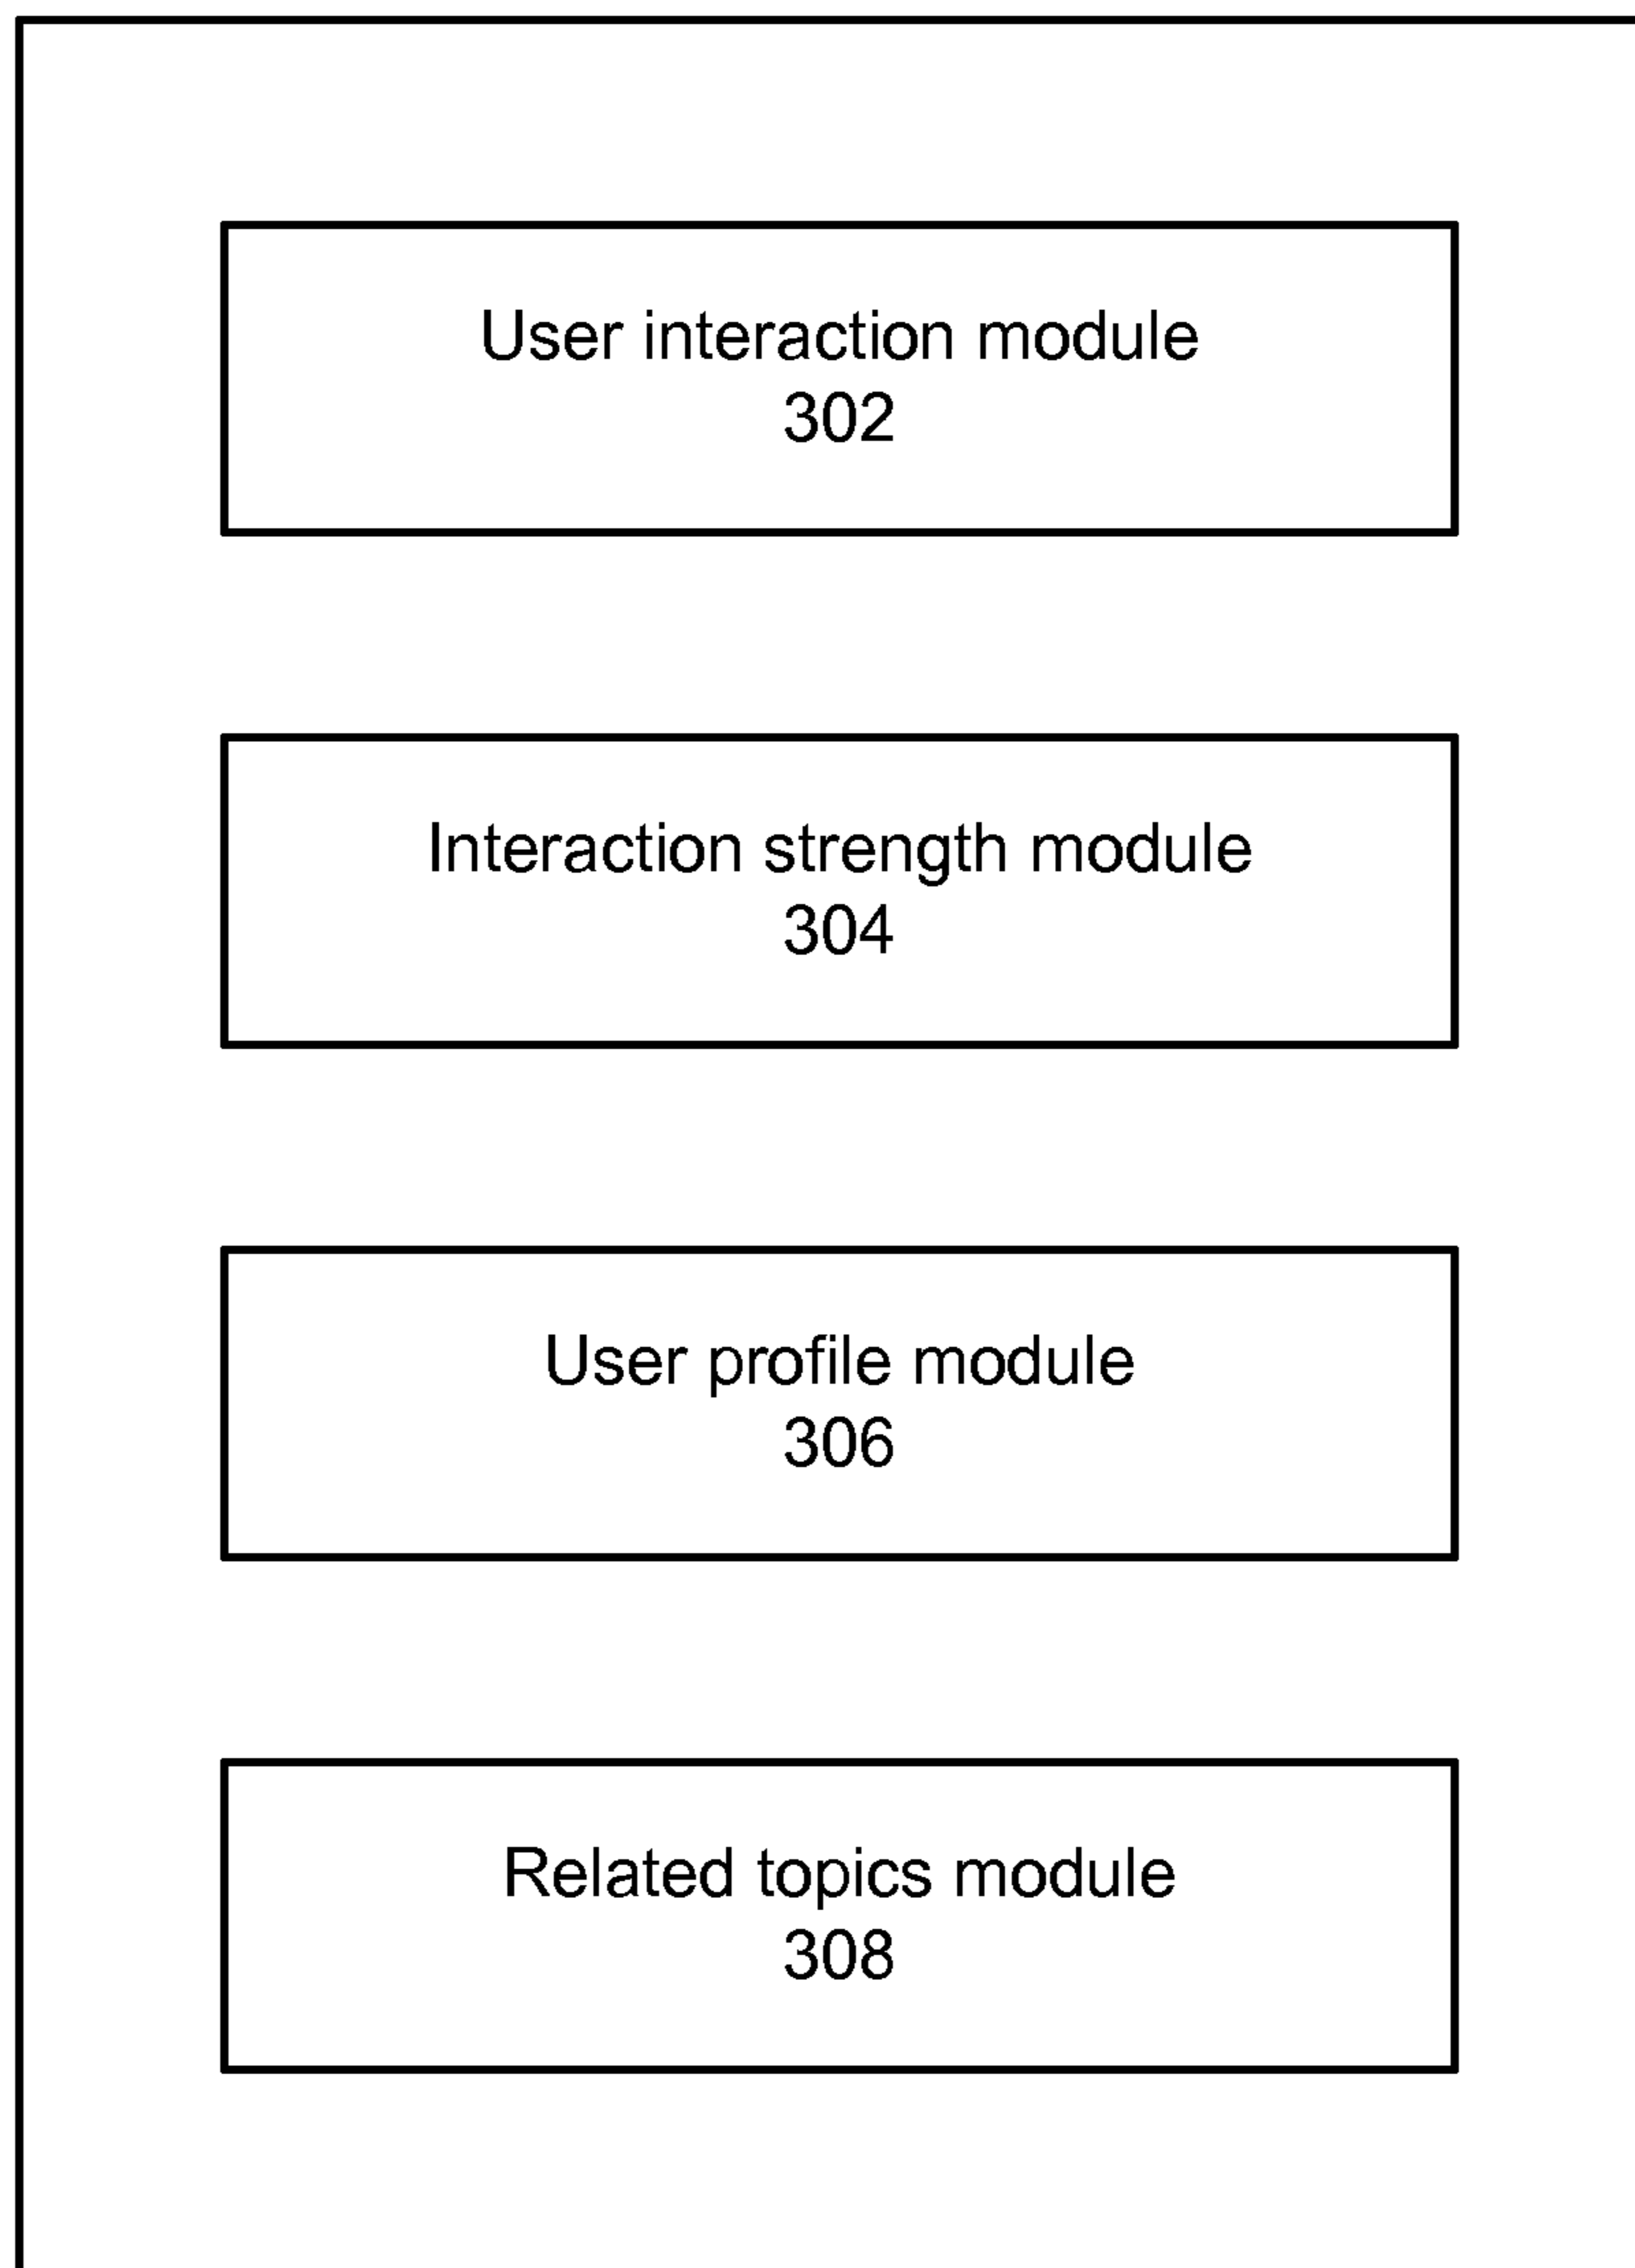 User interaction module
302
Interaction strength module
304
User profile module
306
Related topics module
308